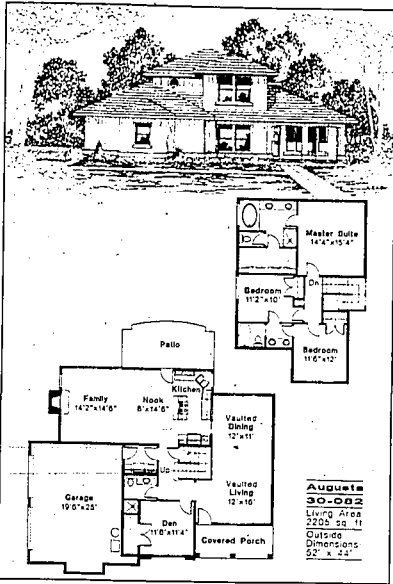 Master Suite
14'4"x15'4"
Bedroom
11'2"x10'
Dn
Bedroom
11'6"x12'
Patio
Kitchen
Family
14'2"x14'6"
Nook
8'x14'6"
Vaulted
Dining
12'x11'
Up
Vaulted
Living
12'x16'
Garage
19'6"x25'
Den
11'6"x11'4"
Covered Porch
Augusta
30-082
Living Area
2205 sq ft
Outside
Dimensions
52' x 44'